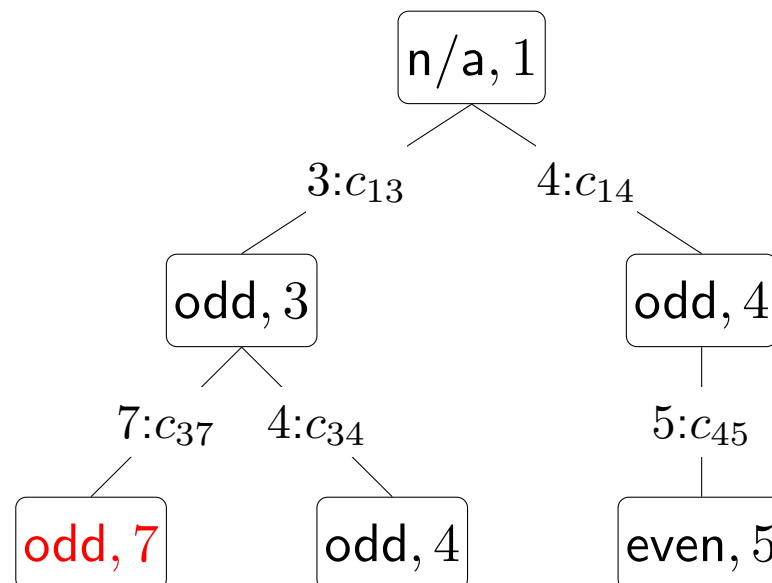 n/a, 1
3:c₁₃ 4:c₁₄
odd, 3 odd, 4
7:c₃₇ 4:c₃₄ 5:c₄₅
odd, 7 odd, 4 even, 5